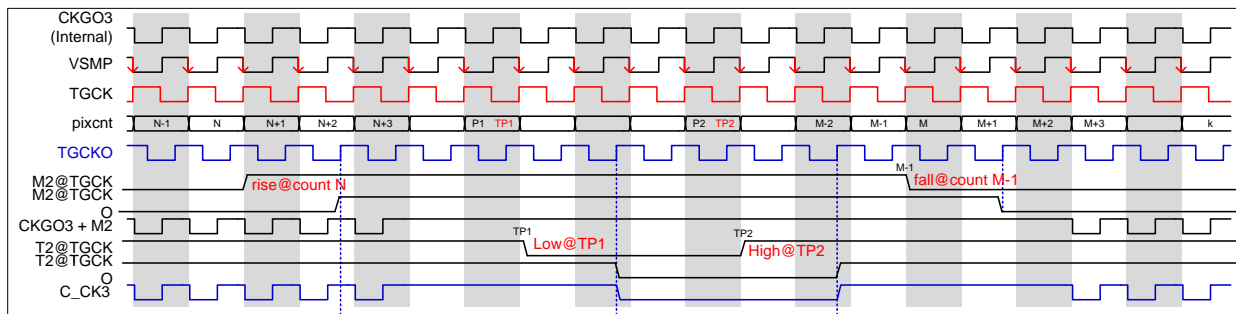 CKGO3
(Internal)
VSMP
TGCK
pixcnt N-1 N N+1 N+2 N+3 P1 TP1 P2 TP2 M-2 M-1 M M+1 M+2 M+3 k
TGCKO
M2@TGCK rise@count N M-1 fall@count M-1
M2@TGCK
O
CKGO3 + M2
T2@TGCK TP1 Low@TP1 TP2 High@TP2
T2@TGCK
O
C_CK3